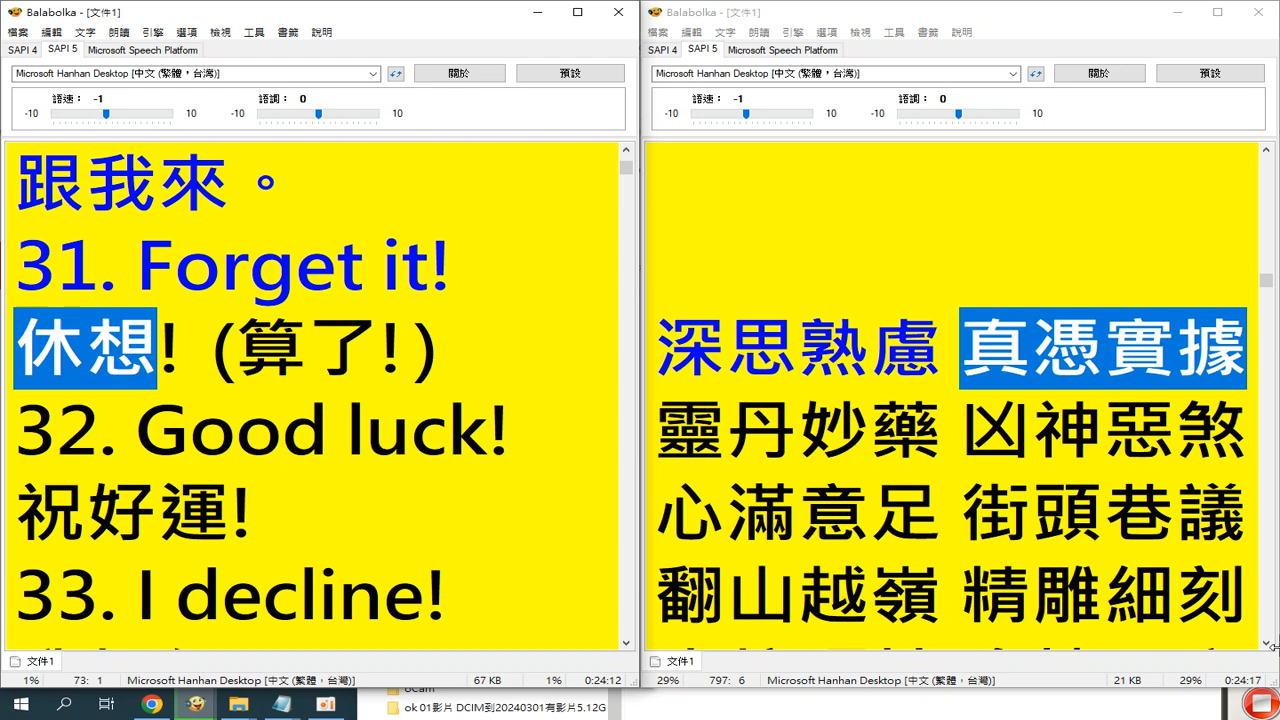 Balabolka - [文件1]
檔案 編輯 文字 朗讀 引擎 選項 檢視 工具 書籤 說明
SAPI 4 SAPI 5 Microsoft Speech Platform
Microsoft Hanhan Desktop [中文 (繁體，台灣)] 關於 預設
語速： -1 語調： 0
-10 10 -10 10
跟我來。
31. Forget it!
休想! (算了!)
32. Good luck!
祝好運!
33. I decline!
文件1
1% 73: 1 Microsoft Hanhan Desktop [中文 (繁體，台灣)] 67 KB 1% 0:24:12
Balabolka - [文件1]
檔案 編輯 文字 朗讀 引擎 選項 檢視 工具 書籤 說明
SAPI 4 SAPI 5 Microsoft Speech Platform
Microsoft Hanhan Desktop [中文 (繁體，台灣)] 關於 預設
語速： -1 語調： 0
-10 10 -10 10
深思熟慮 真憑實據
靈丹妙藥 凶神惡煞
心滿意足 街頭巷議
翻山越嶺 精雕細刻
文件1
29% 797: 6 Microsoft Hanhan Desktop [中文 (繁體，台灣)] 21 KB 29% 0:24:17
oCam
ok 01影片 DCIM到20240301有影片5.12G